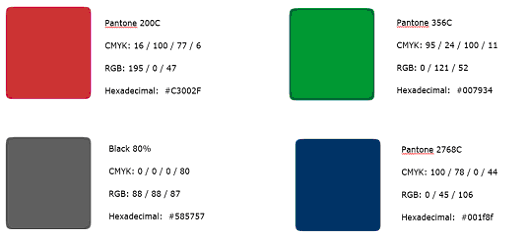 Pantone 200C
CMYK: 16 / 100 / 77 / 6
RGB: 195 / 0 / 47
Hexadecimal: #C3002F
Pantone 356C
CMYK: 95 / 24 / 100 / 11
RGB: 0 / 121 / 52
Hexadecimal: #007934
Black 80%
CMYK: 0 / 0 / 0 / 80
RGB: 88 / 88 / 87
Hexadecimal: #585757
Pantone 2768C
CMYK: 100 / 78 / 0 / 44
RGB: 0 / 45 / 106
Hexadecimal: #001f8f